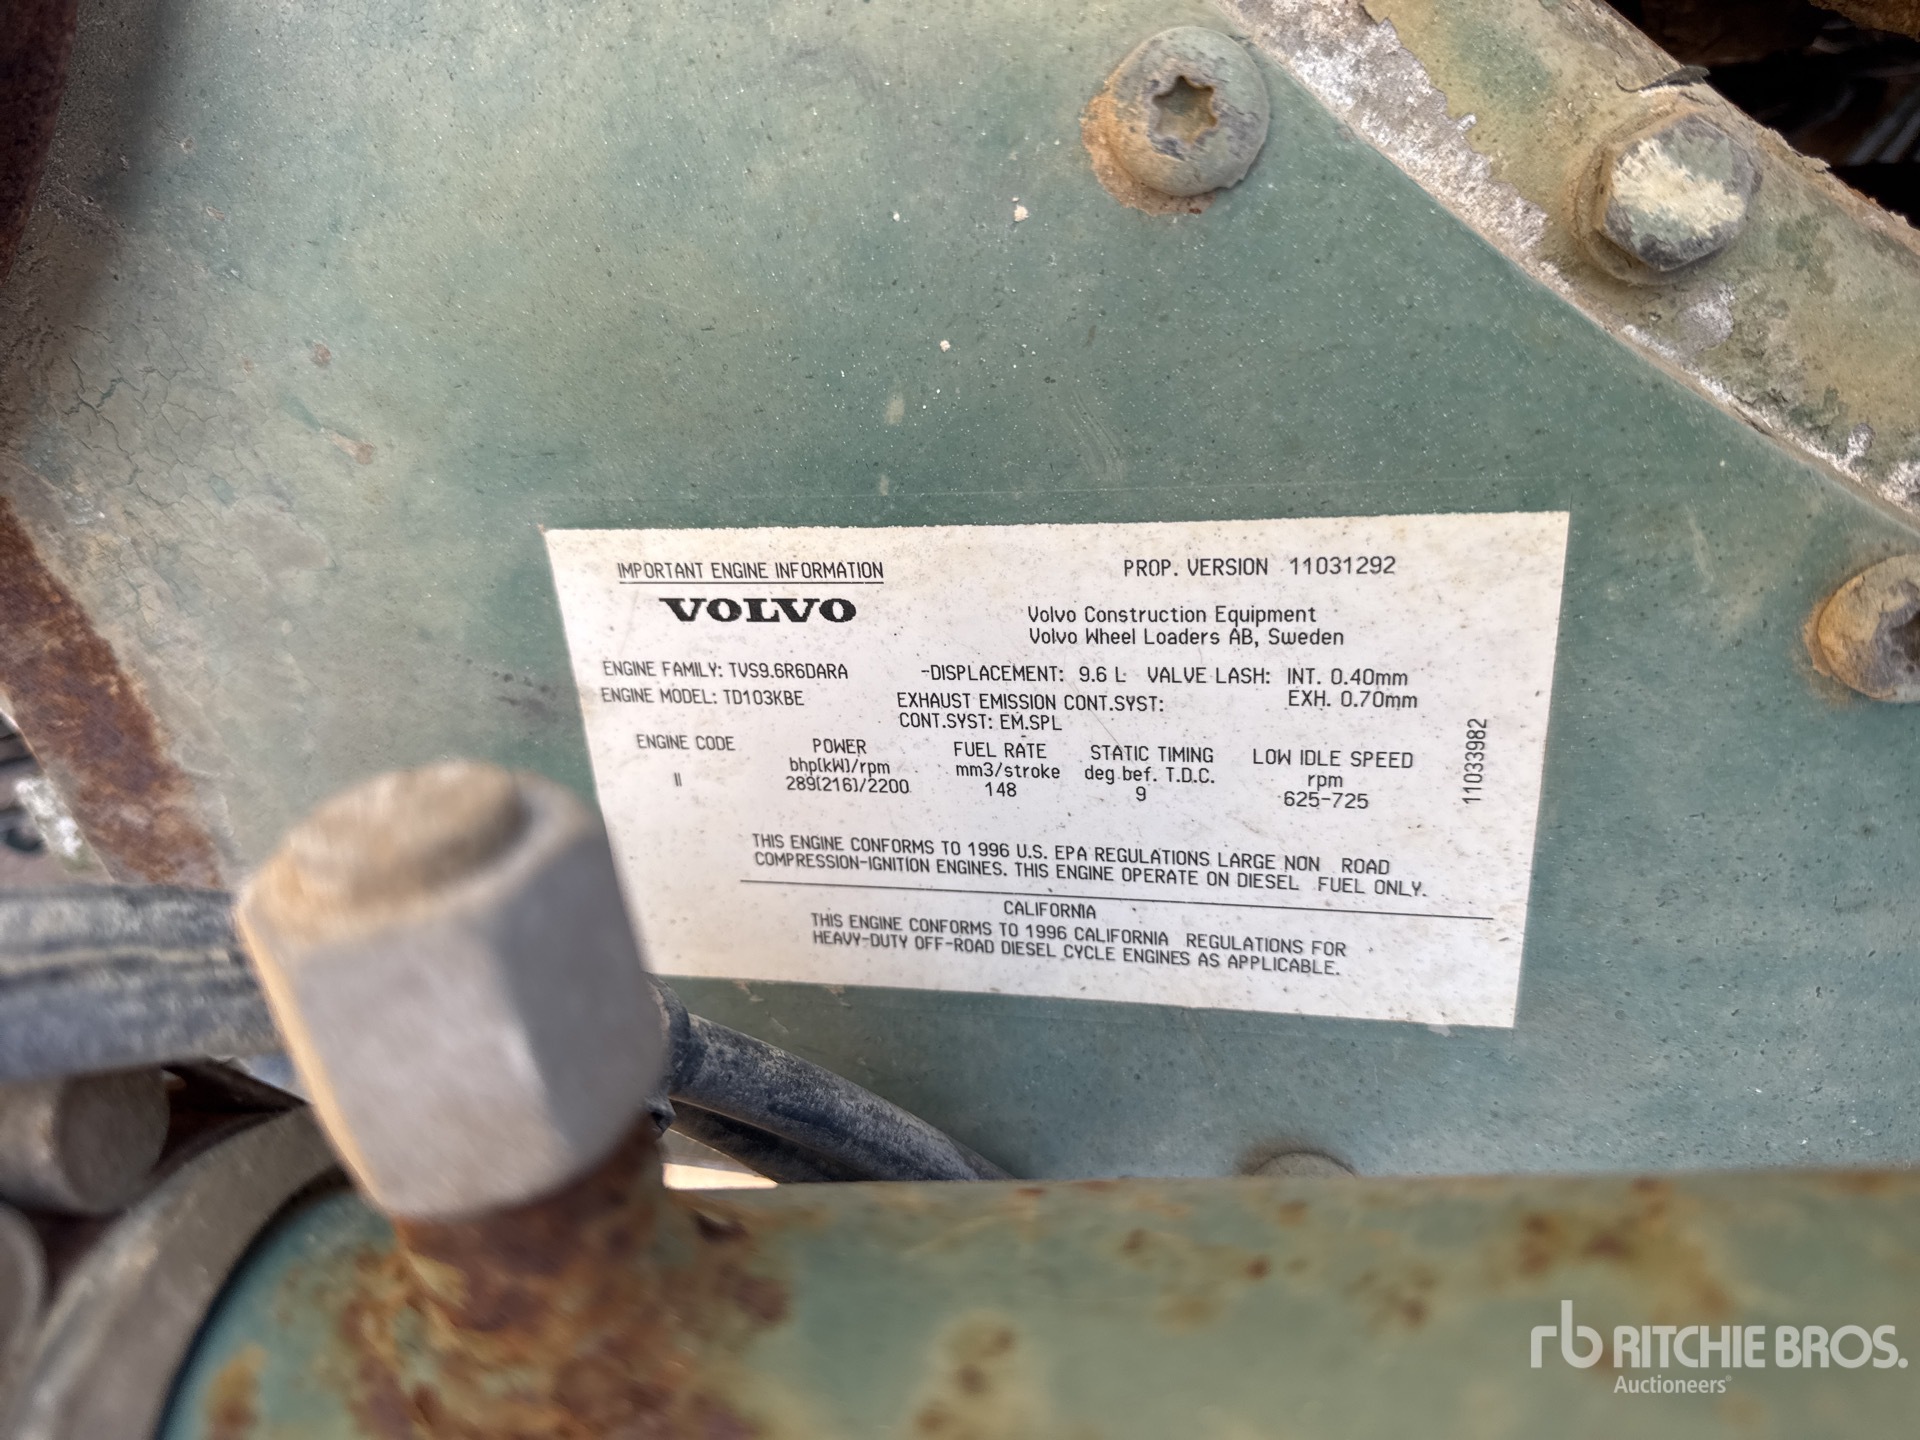 IMPORTANT ENGINE INFORMATION
PROP. VERSION 11031292
VOLVO
Volvo Construction Equipment
Volvo Wheel Loaders AB, Sweden
ENGINE FAMILY: TVS9.6R6DARA
-DISPLACEMENT: 9.6 L VALVE LASH: INT. 0.40mm
ENGINE MODEL: TD103KBE
EXHAUST EMISSION CONT.SYST: EXH. 0.70mm
CONT.SYST: EM.SPL
ENGINE CODE POWER FUEL RATE STATIC TIMING LOW IDLE SPEED
bhp(kW)/rpm mm3/stroke deg bef. T.D.C. rpm
II 289(216)/2200 148 9 625-725
11033982
THIS ENGINE CONFORMS TO 1996 U.S. EPA REGULATIONS LARGE NON ROAD
COMPRESSION-IGNITION ENGINES. THIS ENGINE OPERATE ON DIESEL FUEL ONLY.
CALIFORNIA
THIS ENGINE CONFORMS TO 1996 CALIFORNIA REGULATIONS FOR
HEAVY-DUTY OFF-ROAD DIESEL CYCLE ENGINES AS APPLICABLE.
rb RITCHIE BROS.
Auctioneers